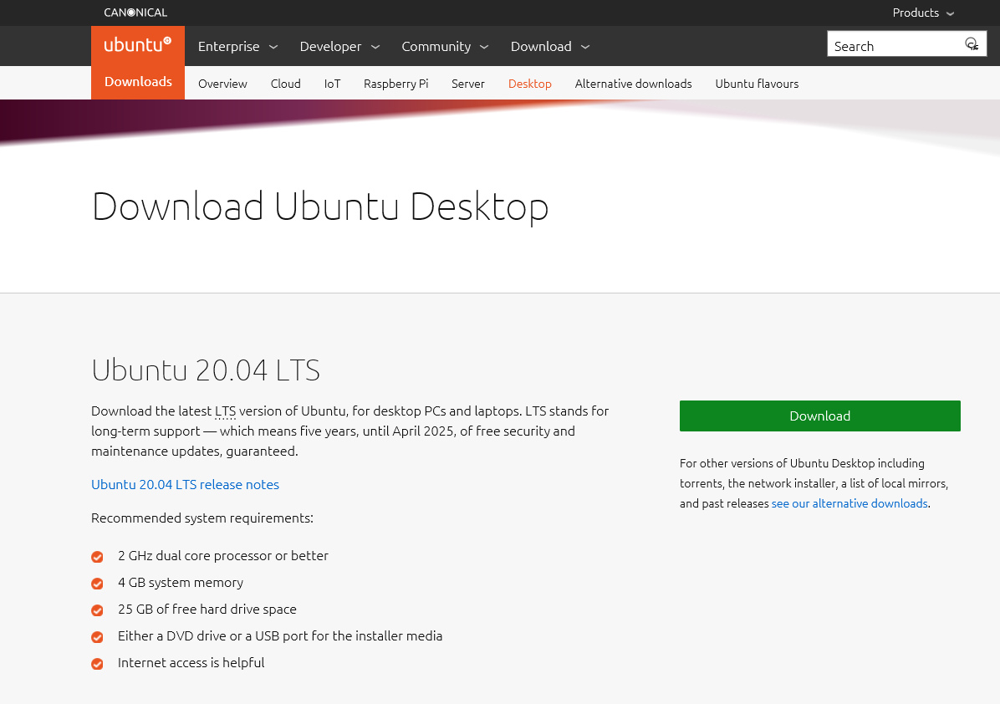 CANONICAL
Products
ubuntu
Enterprise
Developer
Community
Download
Search
Downloads
Overview
Cloud
IoT
Raspberry Pi
Server
Desktop
Alternative downloads
Ubuntu flavours
Download Ubuntu Desktop
Ubuntu 20.04 LTS
Download the latest LTS version of Ubuntu, for desktop PCs and laptops. LTS stands for
long-term support — which means five years, until April 2025, of free security and
maintenance updates, guaranteed.
Ubuntu 20.04 LTS release notes
Recommended system requirements:
2 GHz dual core processor or better
4 GB system memory
25 GB of free hard drive space
Either a DVD drive or a USB port for the installer media
Internet access is helpful
Download
For other versions of Ubuntu Desktop including
torrents, the network installer, a list of local mirrors,
and past releases see our alternative downloads.